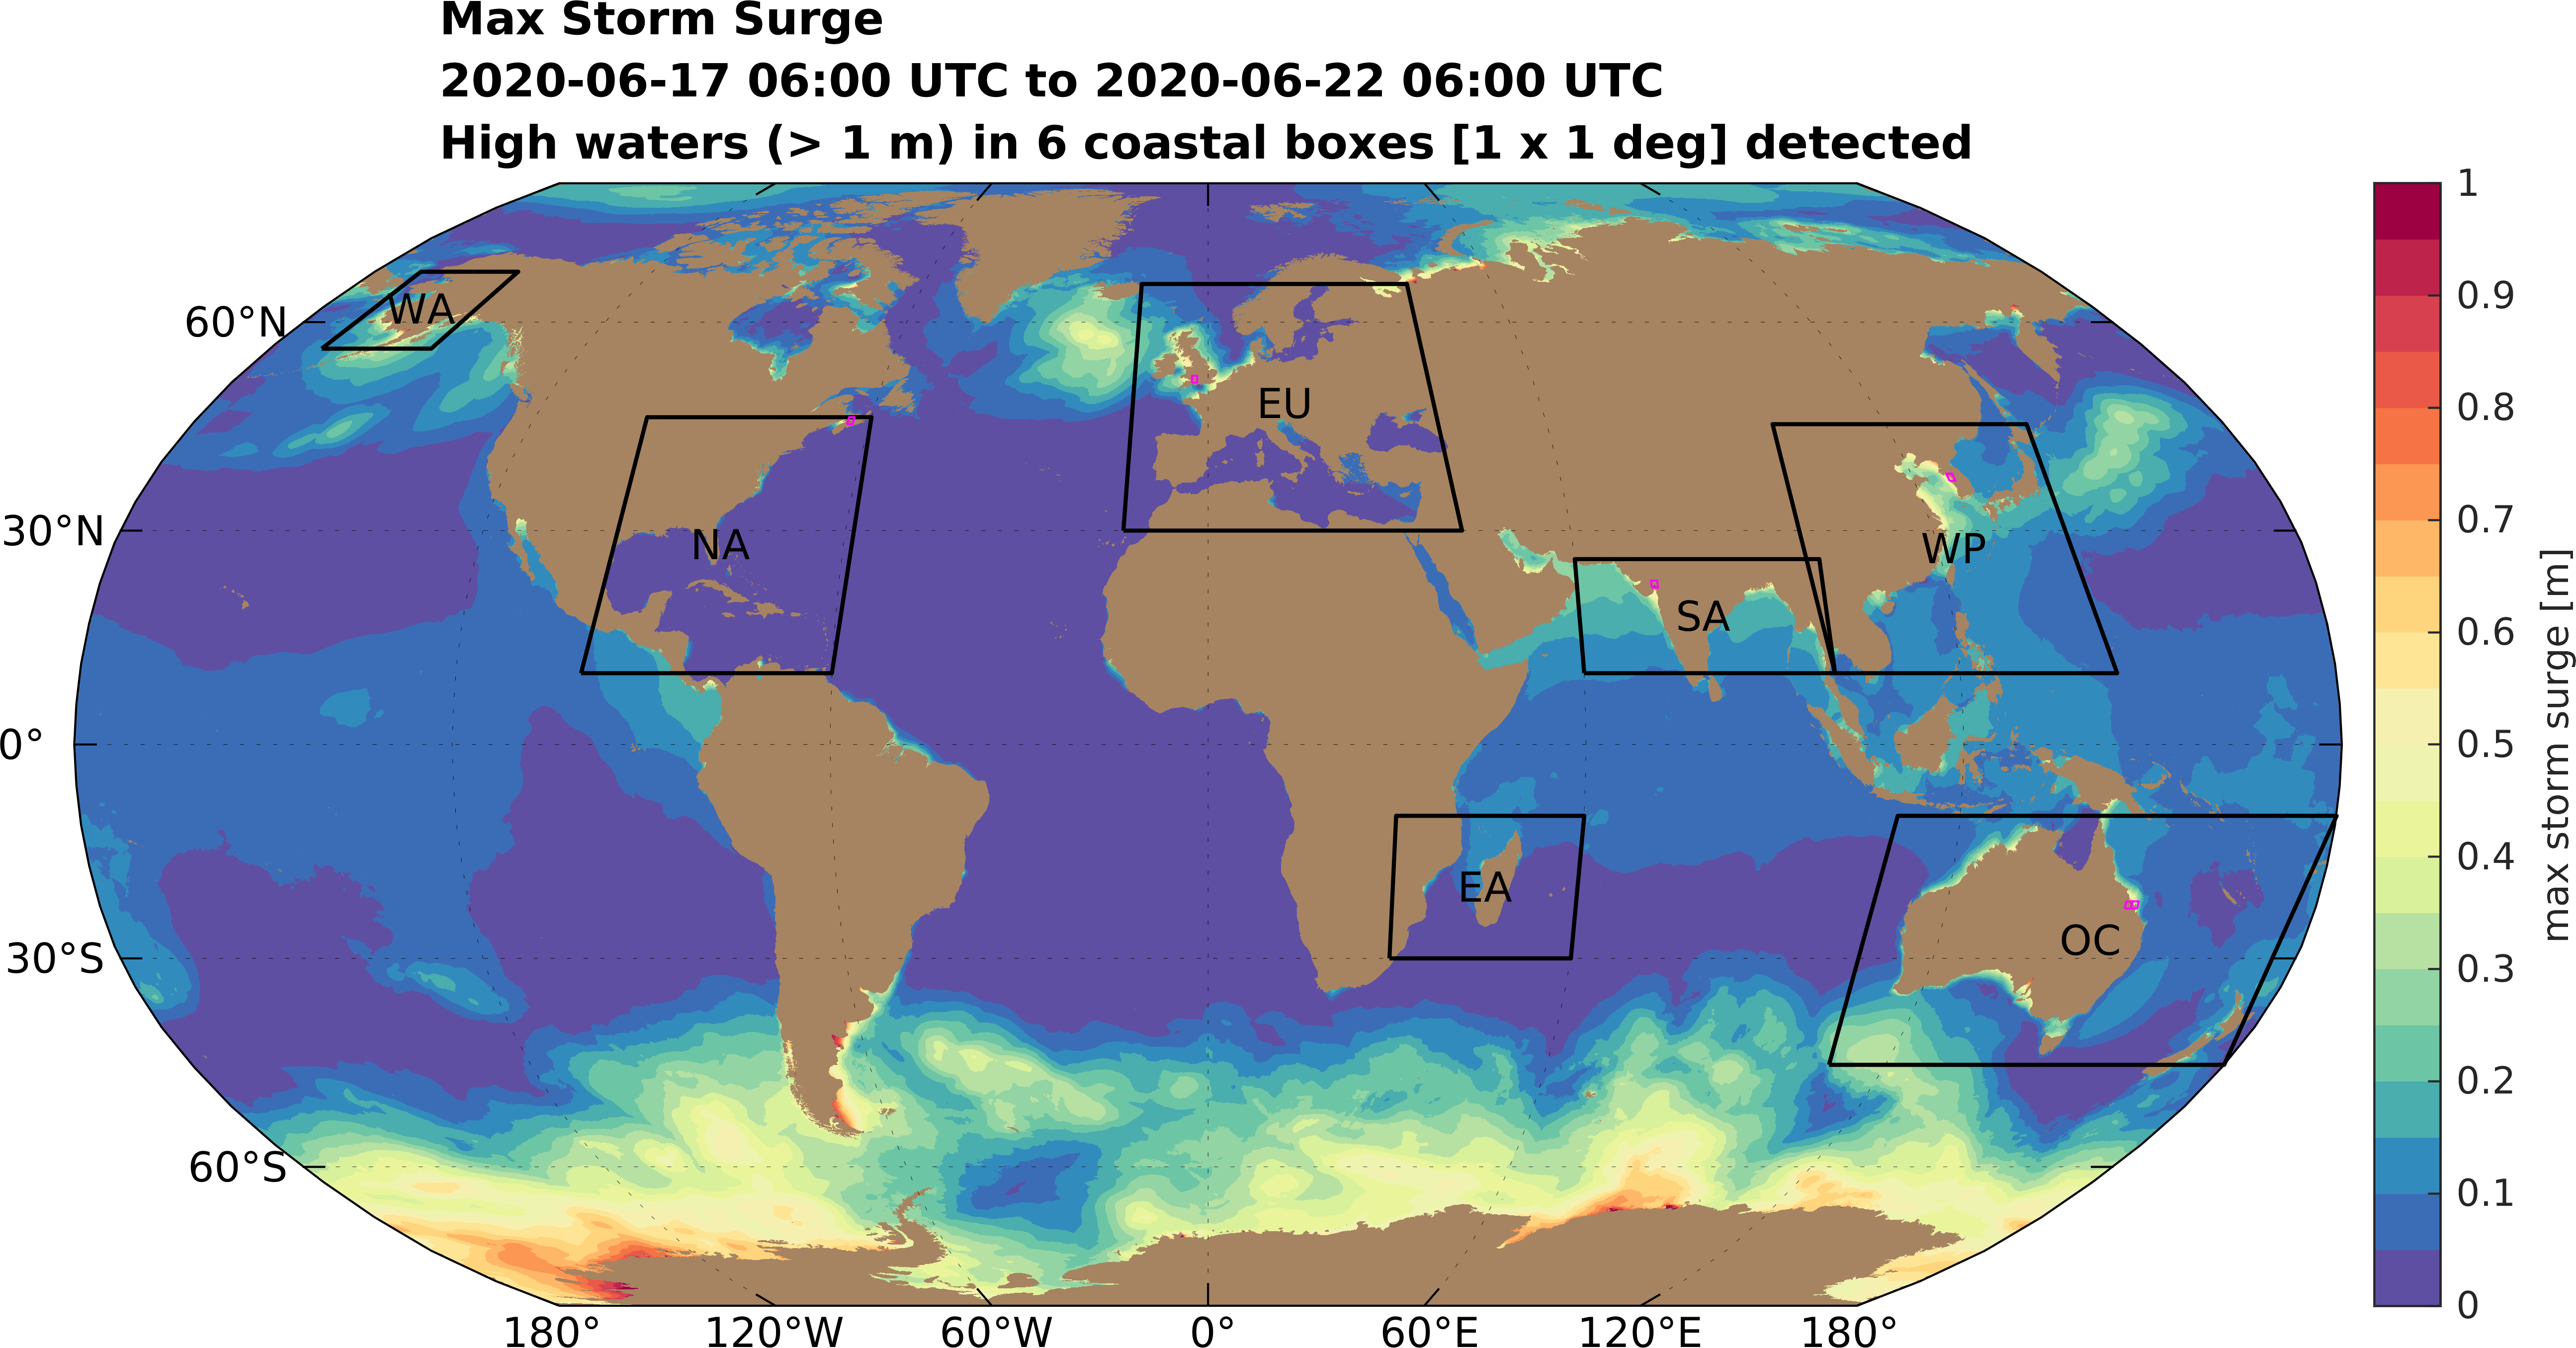 Max Storm Surge
2020-06-17 06:00 UTC to 2020-06-22 06:00 UTC
High waters (> 1 m) in 6 coastal boxes [1 x 1 deg] detected
60°N
30°N
0°
30°S
60°S
WA
NA
EU
SA
WP
EA
OC
180°
120°W
60°W
0°
60°E
120°E
180°
1
0.9
0.8
0.7
0.6
0.5
0.4
0.3
0.2
0.1
0
max storm surge [m]